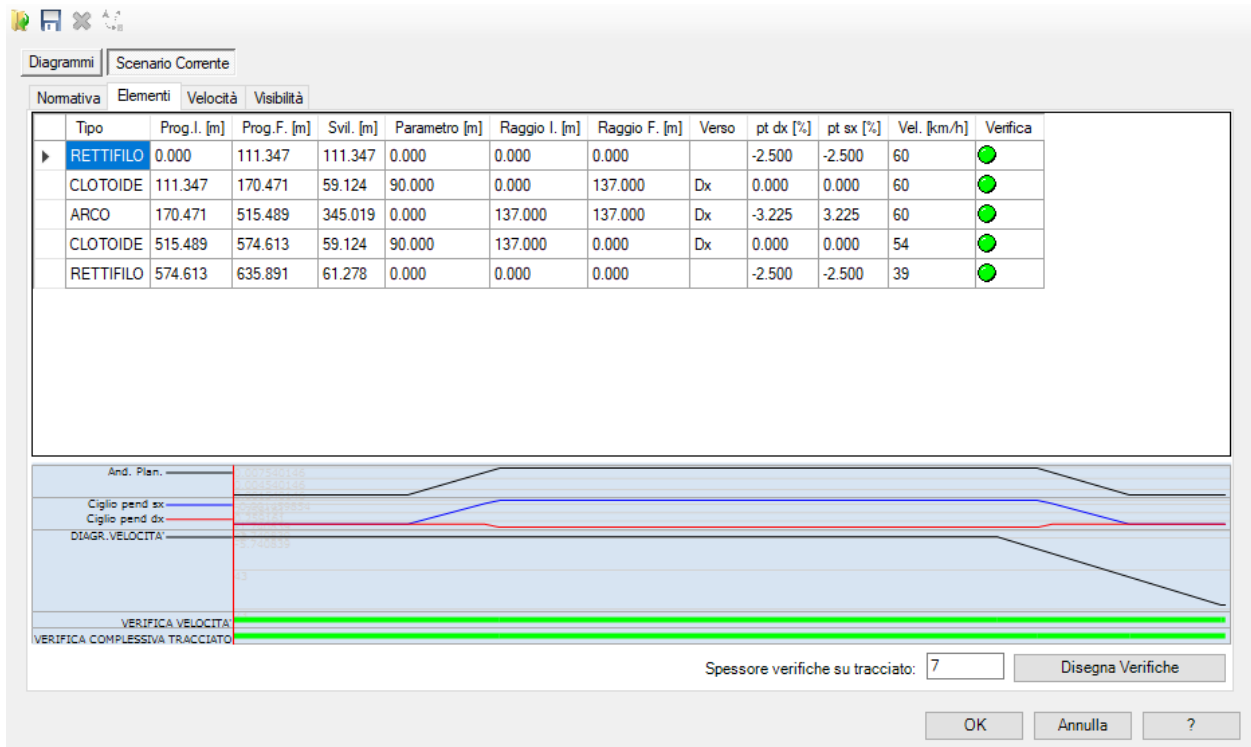 Diagrammi Scenario Corrente
Normativa Elementi Velocità Visibilità
Tipo Prog.I. [m] Prog.F. [m] Svil. [m] Parametro [m] Raggio I. [m] Raggio F. [m] Verso pt dx [%] pt sx [%] Vel. [km/h] Verifica
RETTIFILO 0.000 111.347 111.347 0.000 0.000 0.000 -2.500 -2.500 60
CLOTOIDE 111.347 170.471 59.124 90.000 0.000 137.000 Dx 0.000 0.000 60
ARCO 170.471 515.489 345.019 0.000 137.000 137.000 Dx -3.225 3.225 60
CLOTOIDE 515.489 574.613 59.124 90.000 137.000 0.000 Dx 0.000 0.000 54
RETTIFILO 574.613 635.891 61.278 0.000 0.000 0.000 -2.500 -2.500 39
And. Plan.
Ciglio pend sx
Ciglio pend dx
DIAGR.VELOCITA'
VERIFICA VELOCITA'
VERIFICA COMPLESSIVA TRACCIATO
Spessore verifiche su tracciato: 7 Disegna Verifiche
OK Annulla ?